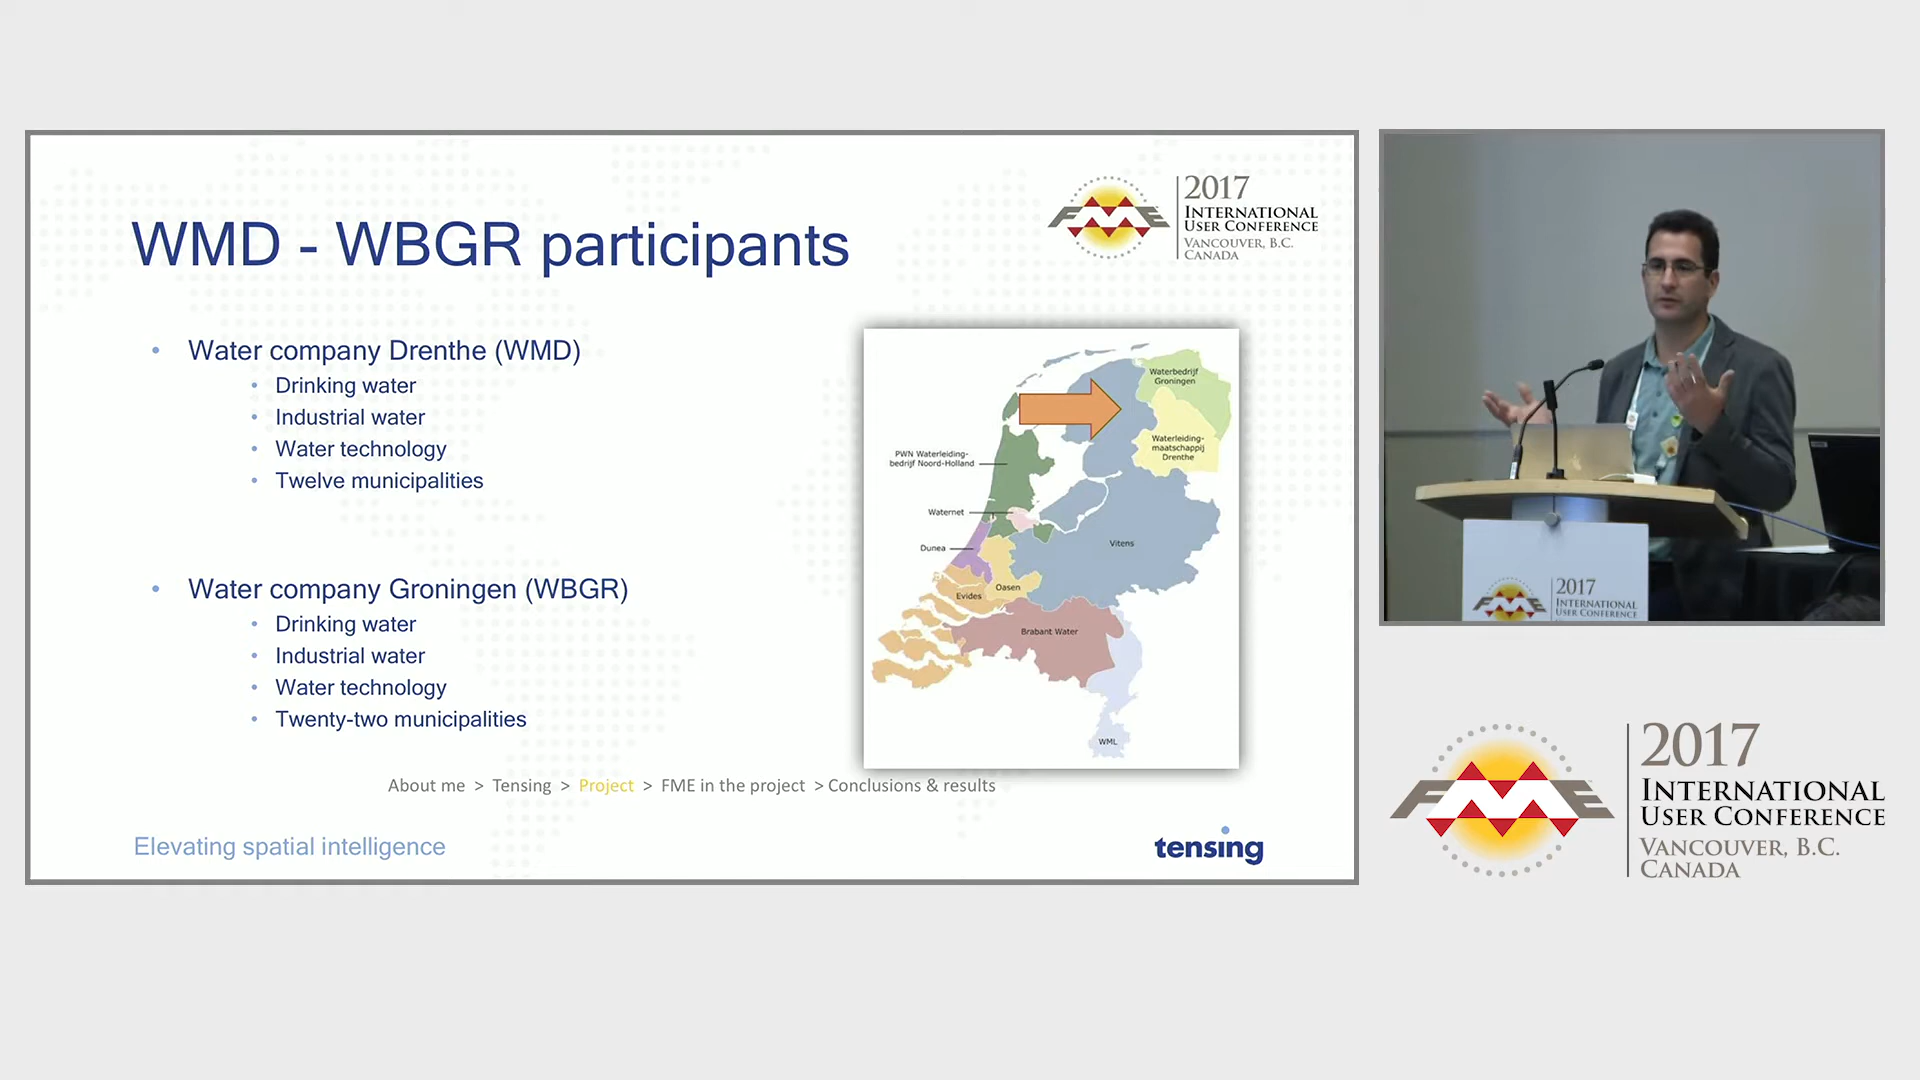 WMD - WBGR participants
FME
2017
INTERNATIONAL
USER CONFERENCE
VANCOUVER, B.C.
CANADA
• Water company Drenthe (WMD)
• Drinking water
• Industrial water
• Water technology
• Twelve municipalities
• Water company Groningen (WBGR)
• Drinking water
• Industrial water
• Water technology
• Twenty-two municipalities
Waterbedrijf
Groningen
Waterleiding-
maatschappij
Drenthe
PWN Waterleiding-
bedrijf Noord-Holland
Waternet
Dunea
Vitens
Oasen
Evides
Brabant Water
WML
About me > Tensing > Project > FME in the project > Conclusions & results
Elevating spatial intelligence
tensing
FME
2017
INTERNATIONAL
USER CONFERENCE
FME
2017
INTERNATIONAL
USER CONFERENCE
VANCOUVER, B.C.
CANADA